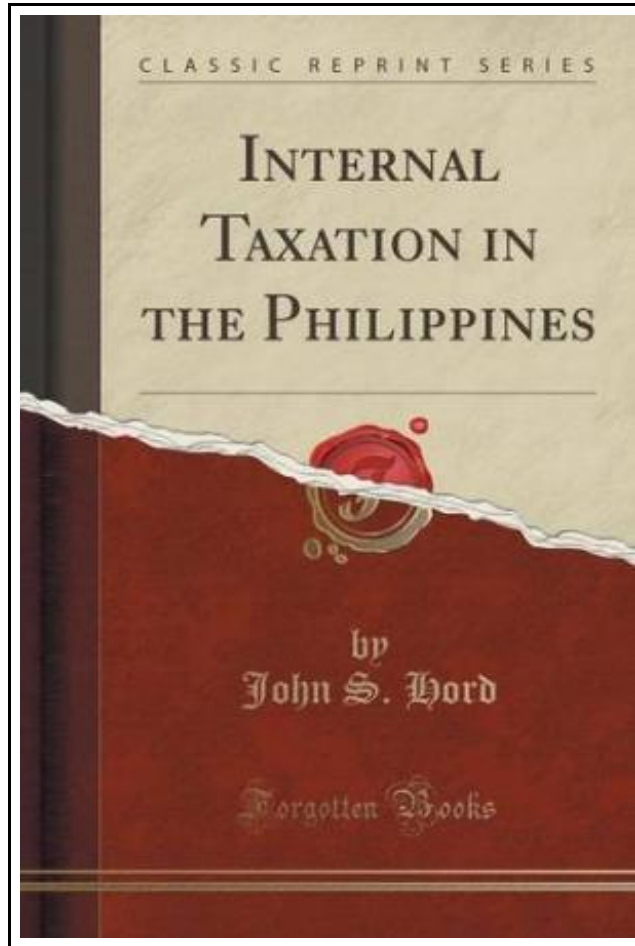 CLASSIC REPRINT SERIES
INTERNAL
TAXATION IN
THE PHILIPPINES
by
John S. Hord
Forgotten Books